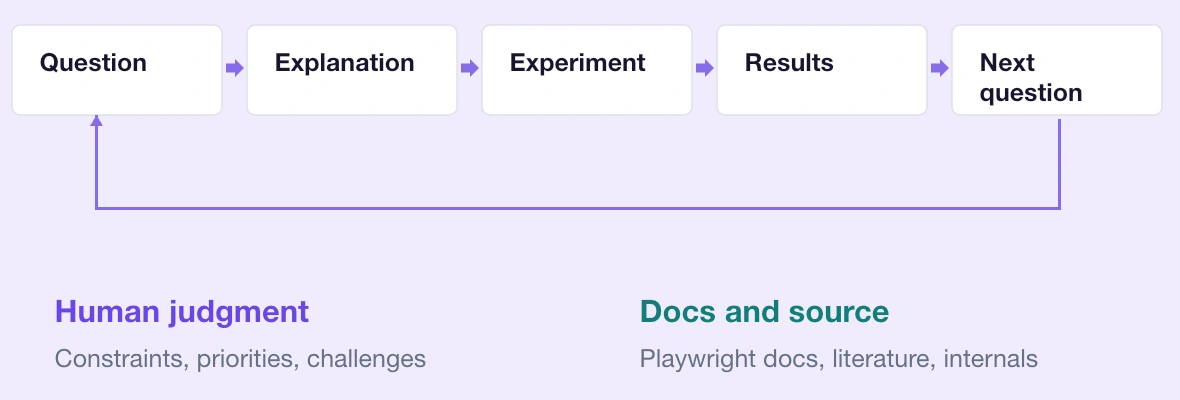 Question
Explanation
Experiment
Results
Next
question
Human judgment
Constraints, priorities, challenges
Docs and source
Playwright docs, literature, internals